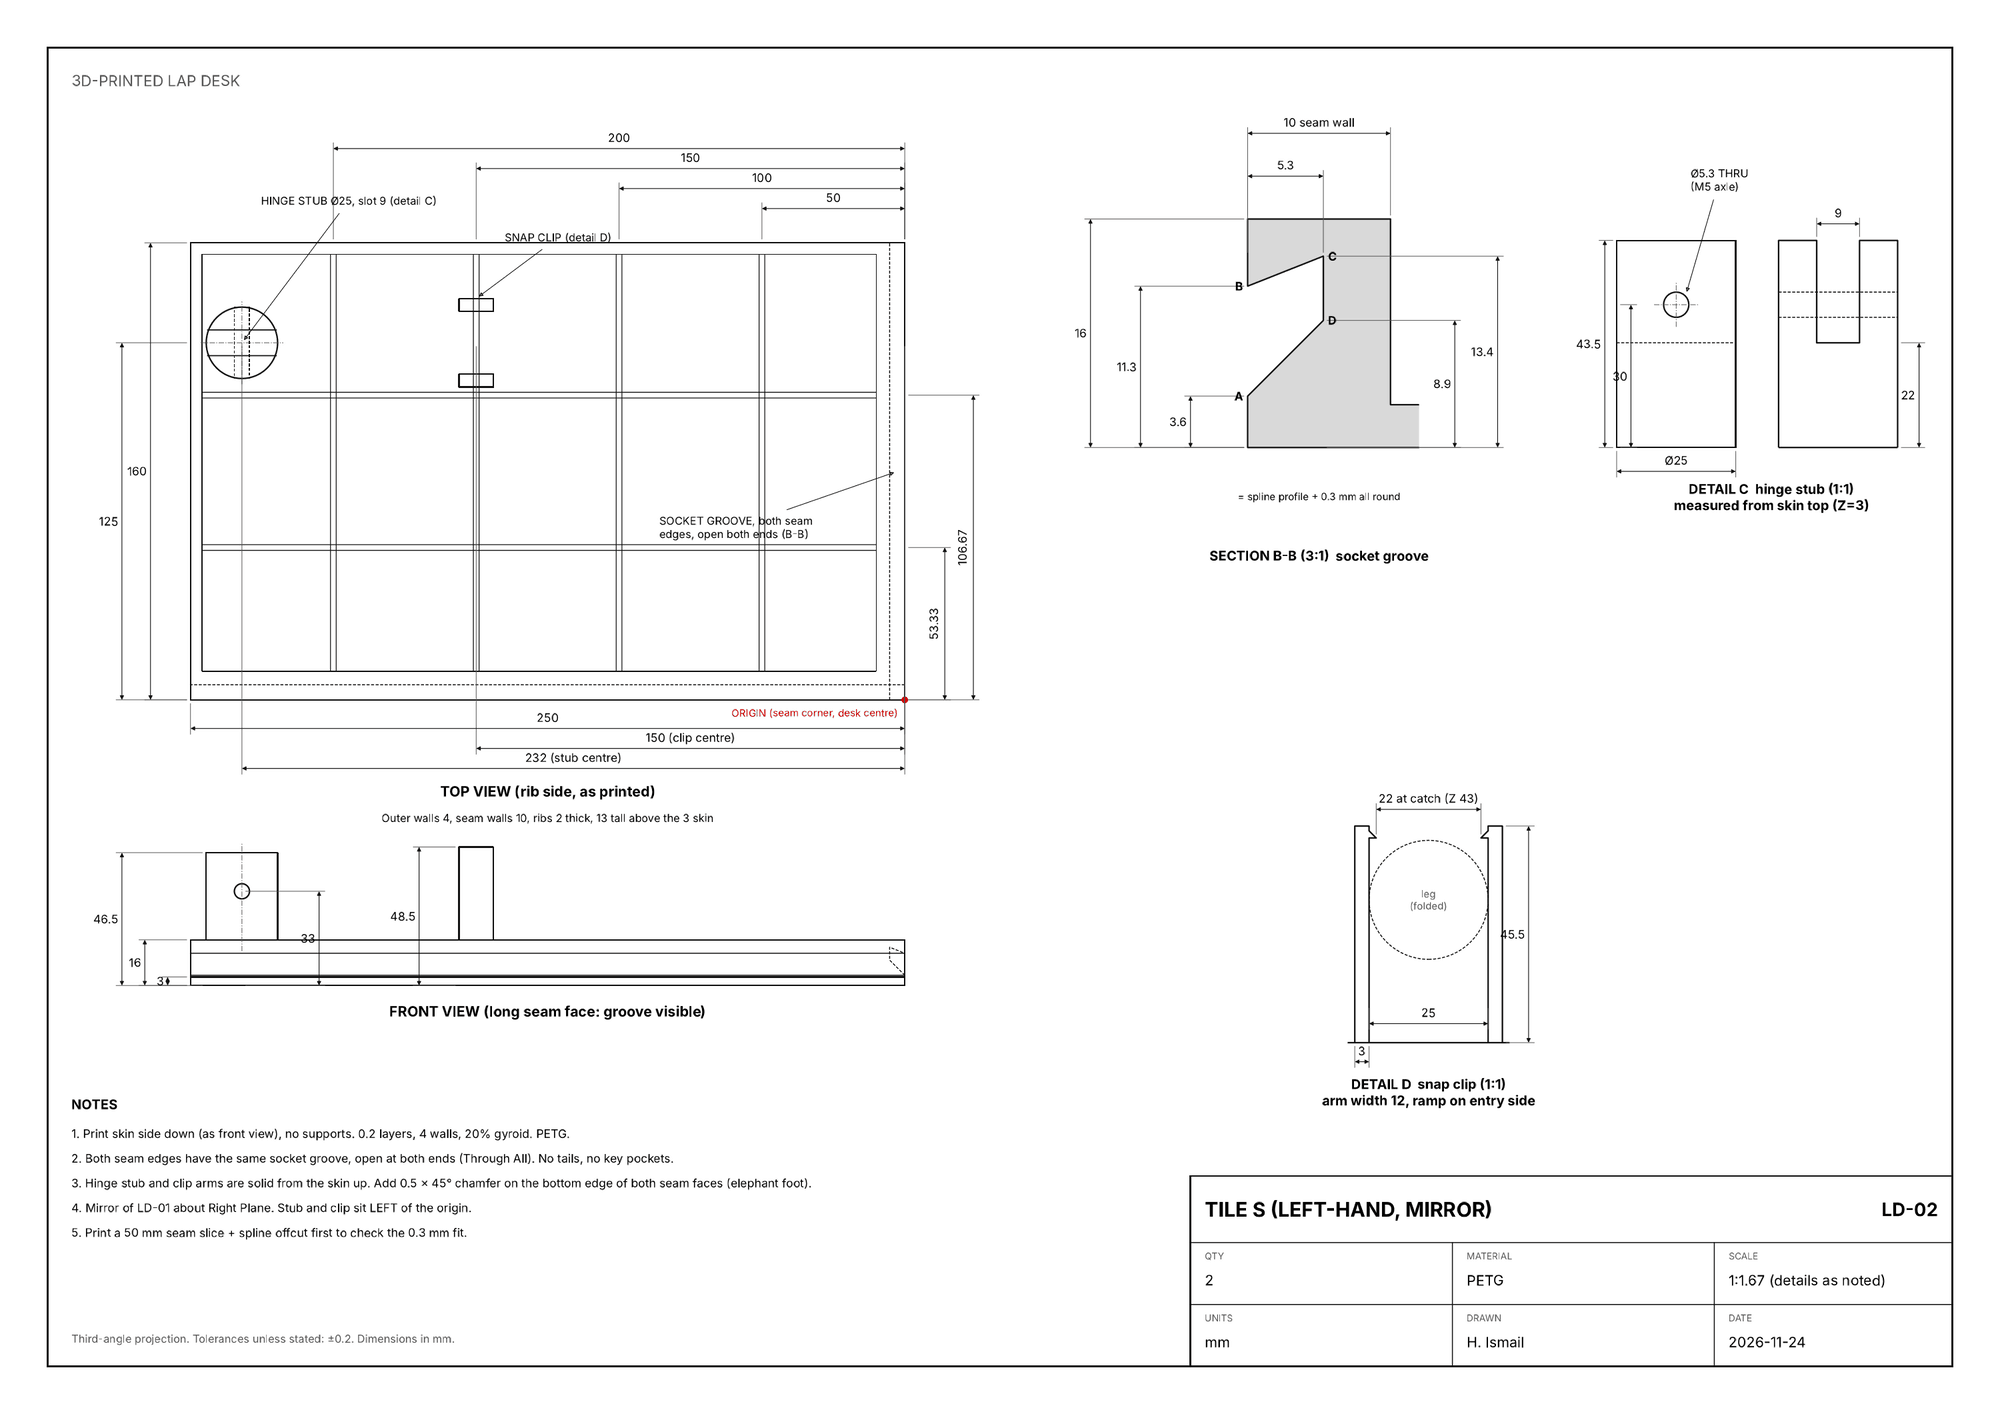 3D-PRINTED LAP DESK
200
150
100
50
HINGE STUB Ø25, slot 9 (detail C)
SNAP CLIP (detail D)
160
125
SOCKET GROOVE, both seam
edges, open both ends (B-B)
106.67
53.33
ORIGIN (seam corner, desk centre)
250
150 (clip centre)
232 (stub centre)
TOP VIEW (rib side, as printed)
Outer walls 4, seam walls 10, ribs 2 thick, 13 tall above the 3 skin
46.5
16
3
33
48.5
FRONT VIEW (long seam face: groove visible)
10 seam wall
5.3
16
11.3
3.6
B
C
D
A
8.9
13.4
= spline profile + 0.3 mm all round
SECTION B-B (3:1) socket groove
Ø5.3 THRU
(M5 axle)
9
43.5
30
22
Ø25
DETAIL C hinge stub (1:1)
measured from skin top (Z=3)
22 at catch (Z 43)
leg
(folded)
45.5
25
3
DETAIL D snap clip (1:1)
arm width 12, ramp on entry side
NOTES
1. Print skin side down (as front view), no supports. 0.2 layers, 4 walls, 20% gyroid. PETG.
2. Both seam edges have the same socket groove, open at both ends (Through All). No tails, no key pockets.
3. Hinge stub and clip arms are solid from the skin up. Add 0.5 × 45° chamfer on the bottom edge of both seam faces (elephant foot).
4. Mirror of LD-01 about Right Plane. Stub and clip sit LEFT of the origin.
5. Print a 50 mm seam slice + spline offcut first to check the 0.3 mm fit.
Third-angle projection. Tolerances unless stated: ±0.2. Dimensions in mm.
TILE S (LEFT-HAND, MIRROR) LD-02
QTY MATERIAL SCALE
2 PETG 1:1.67 (details as noted)
UNITS DRAWN DATE
mm H. Ismail 2026-11-24